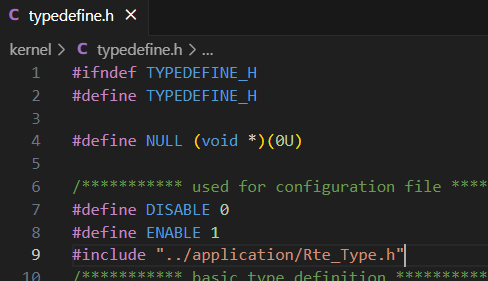 C typedefine.h ×
kernel > C typedefine.h > ...
1 #ifndef TYPEDEFINE_H
2 #define TYPEDEFINE_H
3
4 #define NULL (void *)(0U)
5
6 /*********** used for configuration file ****
7 #define DISABLE 0
8 #define ENABLE 1
9 #include "../application/Rte_Type.h"
10 /*********** basic type definition **********